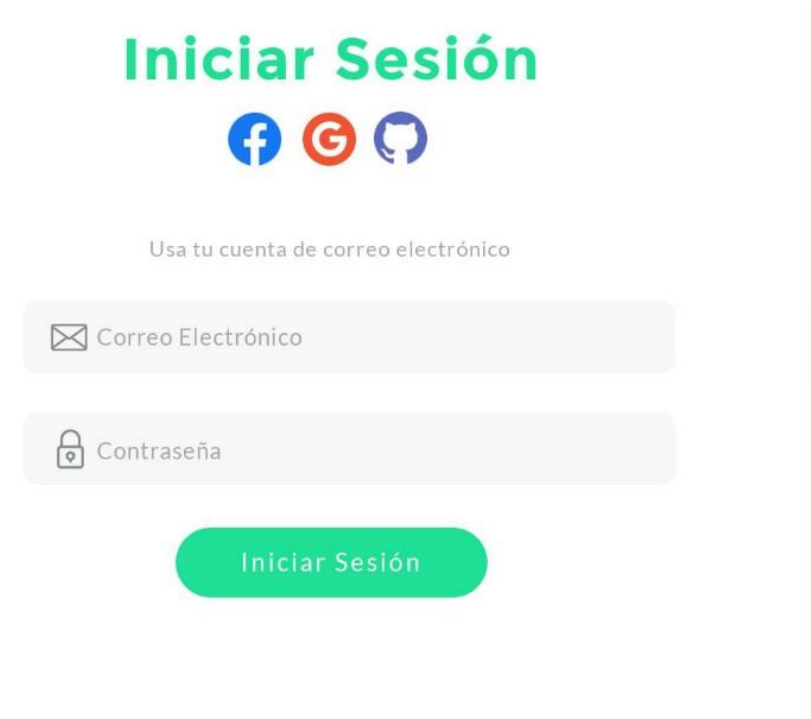 Iniciar Sesión
Usa tu cuenta de correo electrónico
Correo Electrónico
Contraseña
Iniciar Sesión